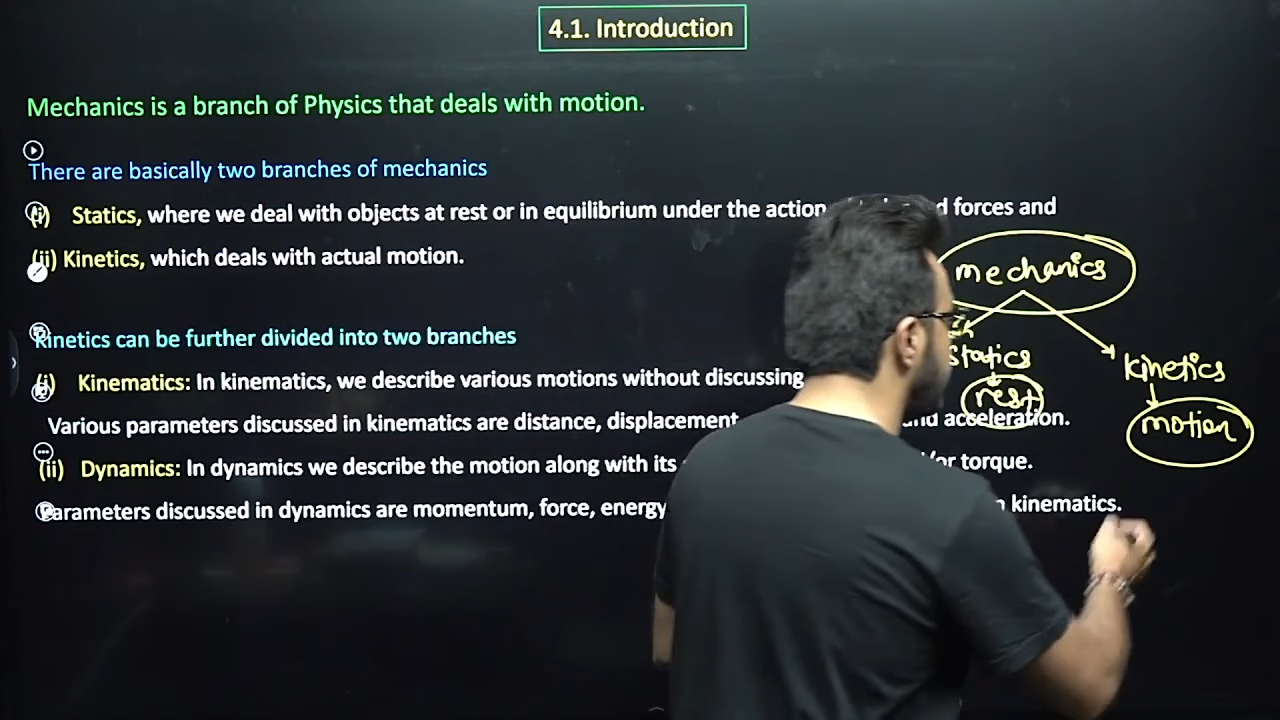 4.1. Introduction
Mechanics is a branch of Physics that deals with motion.
There are basically two branches of mechanics
(i) Statics, where we deal with objects at rest or in equilibrium under the action d forces and
(ii) Kinetics, which deals with actual motion.
mechanics
Kinetics can be further divided into two branches
statics
kinetics
(i) Kinematics: In kinematics, we describe various motions without discussing
rest
motion
Various parameters discussed in kinematics are distance, displacement and acceleration.
(ii) Dynamics: In dynamics we describe the motion along with its /or torque.
Parameters discussed in dynamics are momentum, force, energy kinematics.